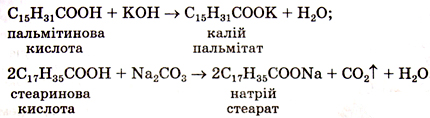 C₁₅H₃₁COOH + KOH → C₁₅H₃₁COOK + H₂O;
пальмітинова калій
кислота пальмітат
2C₁₇H₃₅COOH + Na₂CO₃ → 2C₁₇H₃₅COONa + CO₂↑ + H₂O
стеаринова натрій
кислота стеарат